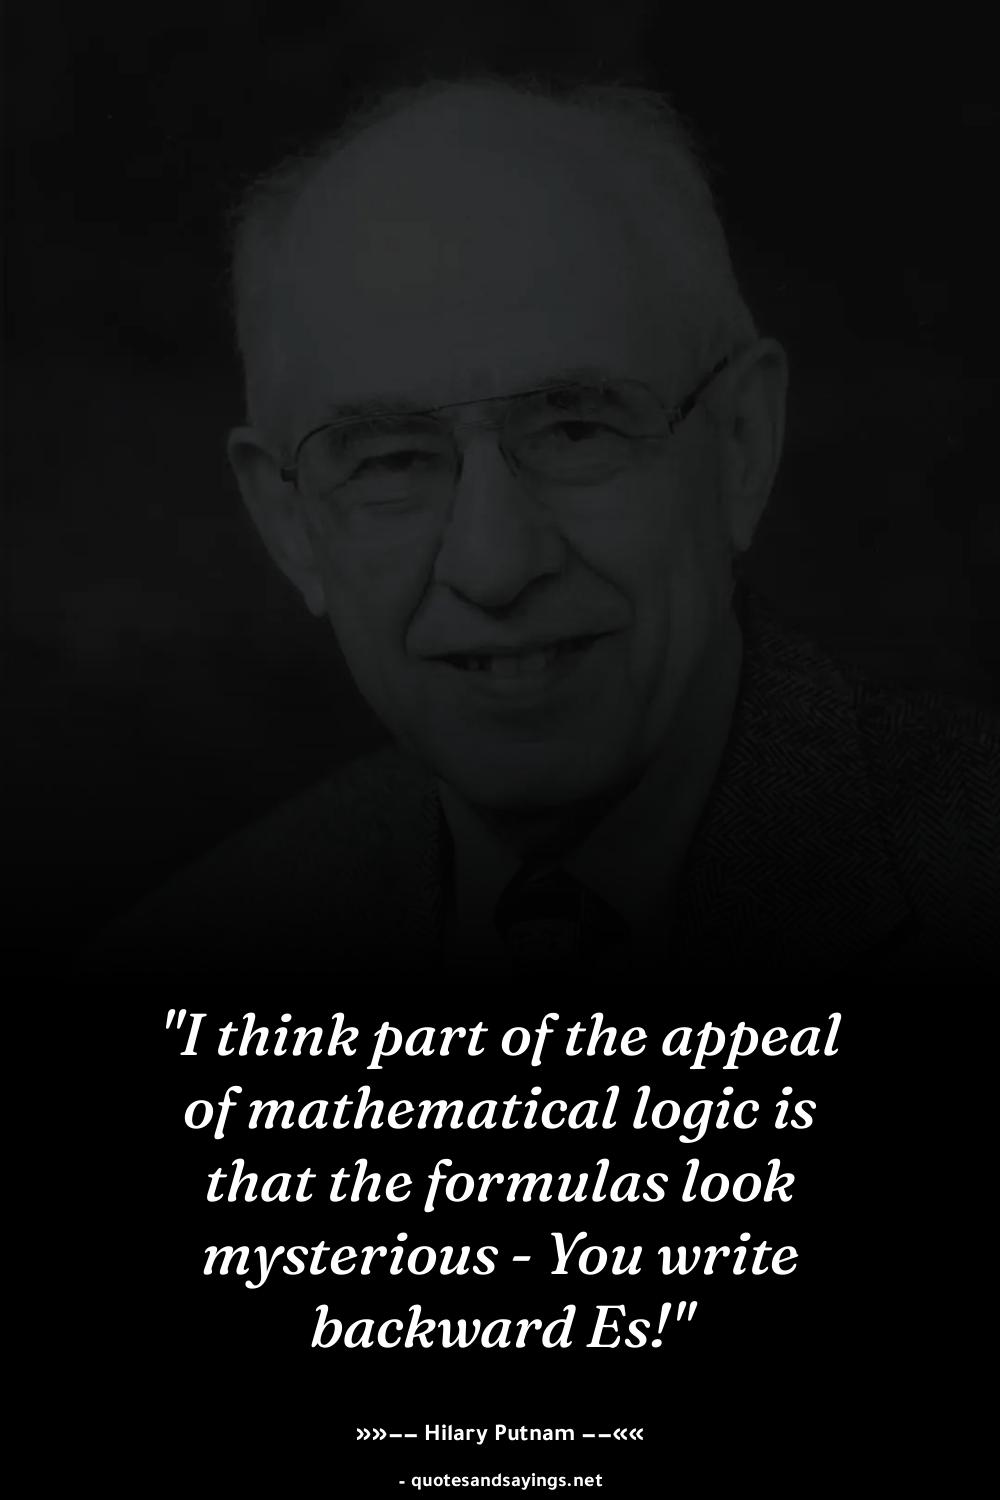 "I think part of the appeal
of mathematical logic is
that the formulas look
mysterious - You write
backward Es!"
»»−− Hilary Putnam −−««
- quotesandsayings.net